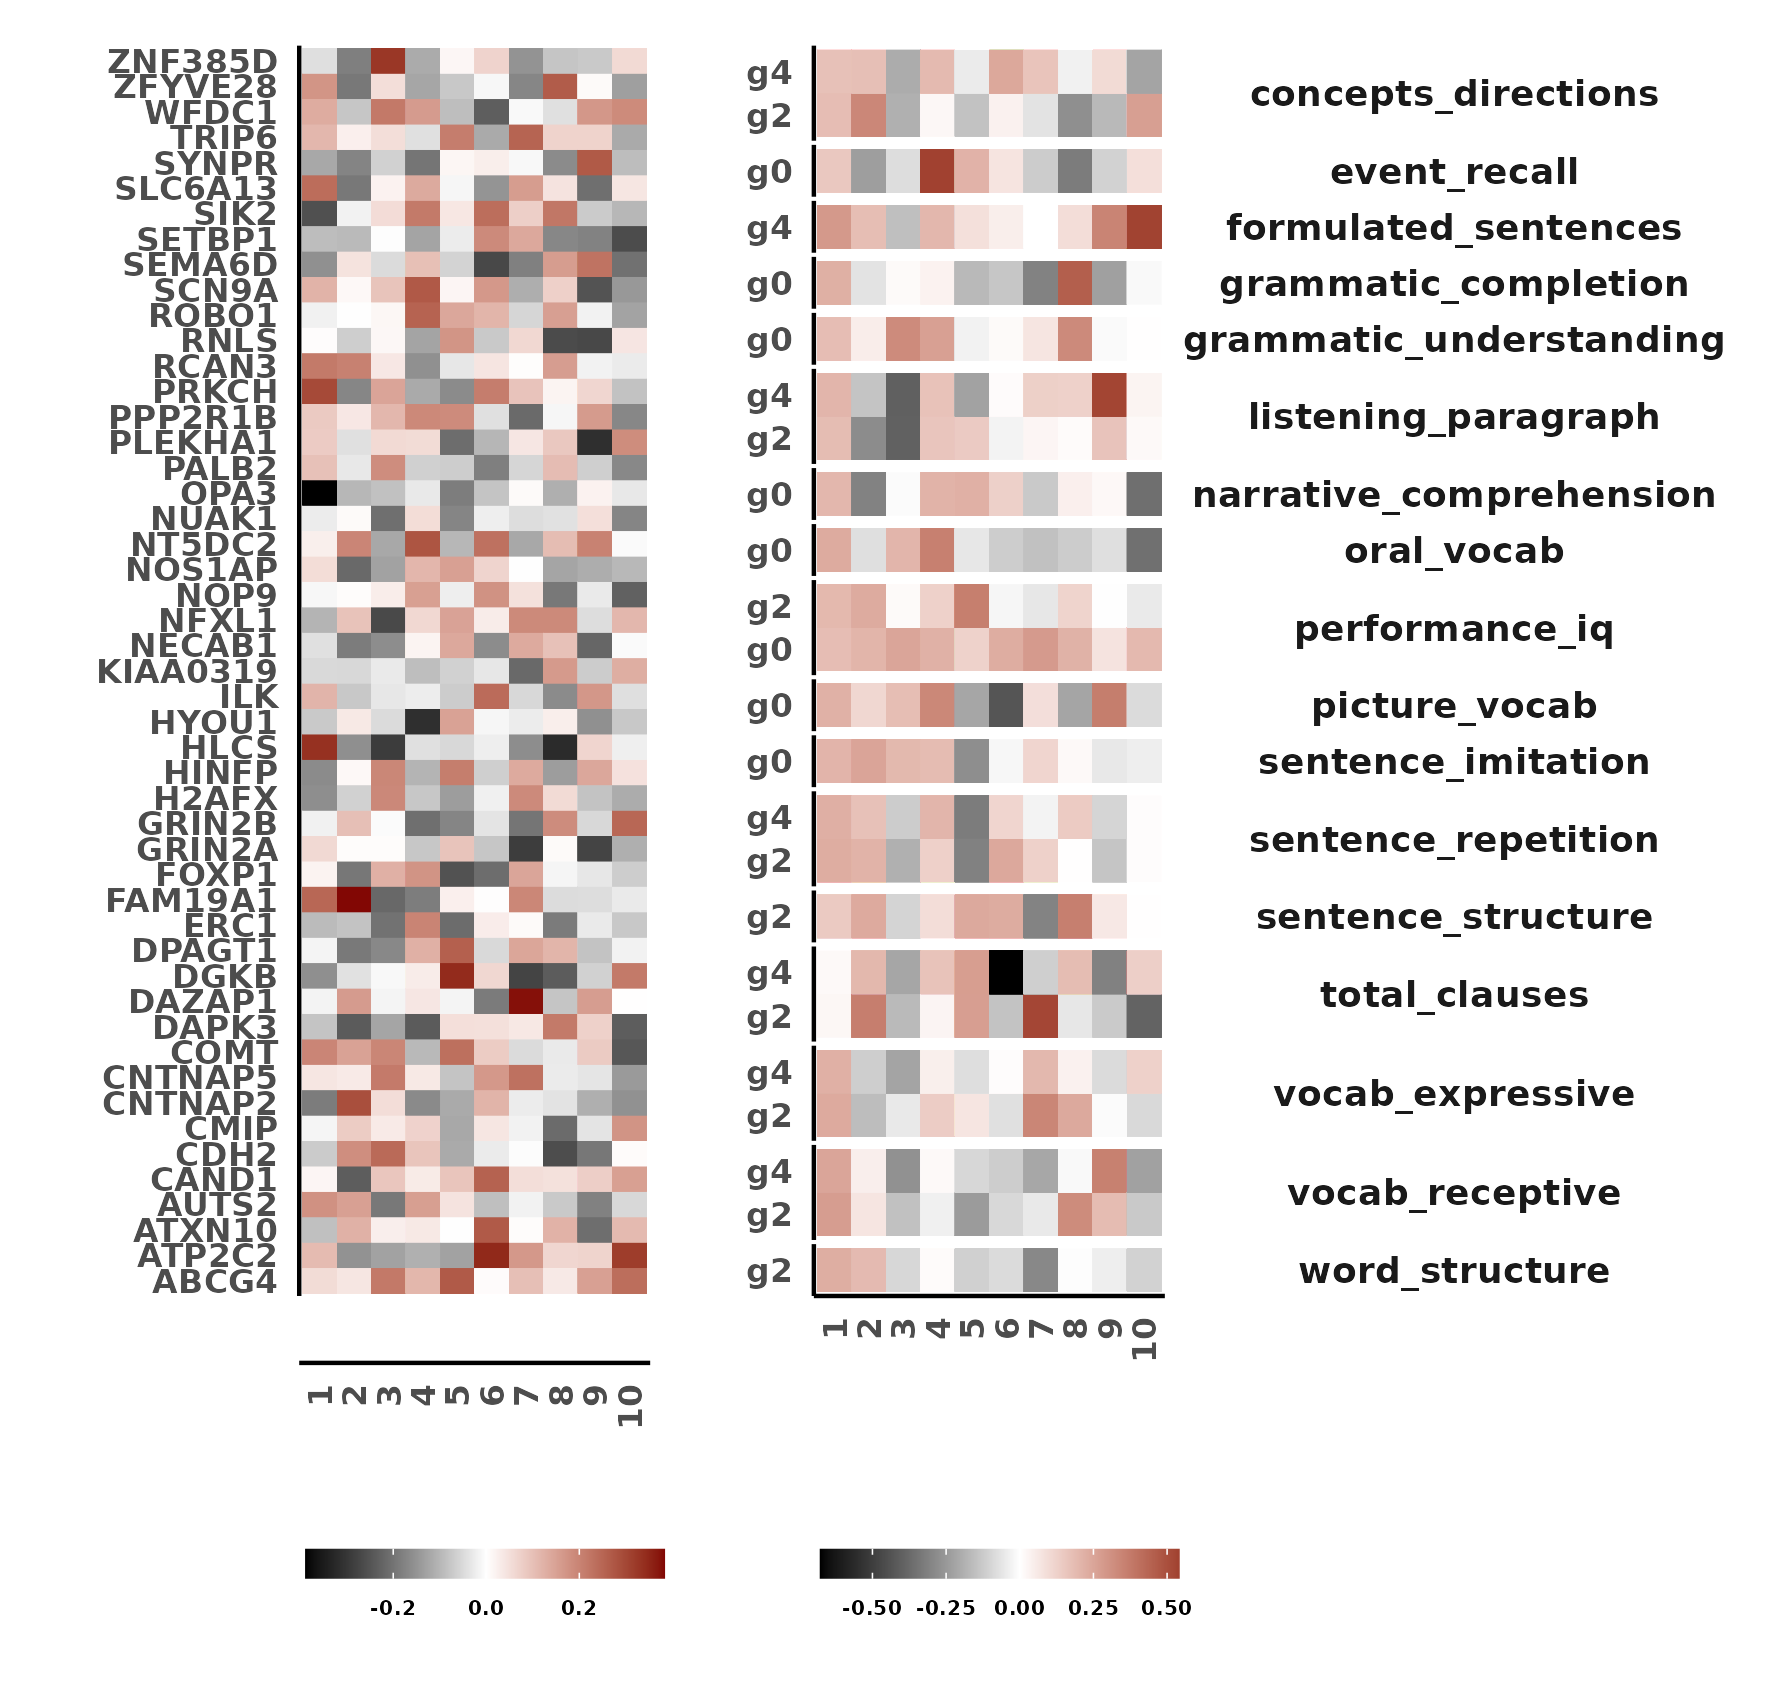 ZNF385D
ZFYVE28
WFDC1
TRIP6
SYNPR
SLC6A13
SIK2
SETBP1
SEMA6D
SCN9A
ROBO1
RNLS
RCAN3
PRKCH
PPP2R1B
PLEKHA1
PALB2
OPA3
NUAK1
NT5DC2
NOS1AP
NOP9
NFXL1
NECAB1
KIAA0319
ILK
HYOU1
HLCS
HINFP
H2AFX
GRIN2B
GRIN2A
FOXP1
FAM19A1
ERC1
DPAGT1
DGKB
DAZAP1
DAPK3
COMT
CNTNAP5
CNTNAP2
CMIP
CDH2
CAND1
AUTS2
ATXN10
ATP2C2
ABCG4
1 2 3 4 5 6 7 8 9 10
-0.2 0.0 0.2
g4
g2
concepts_directions
g0
event_recall
g4
formulated_sentences
g0
grammatic_completion
g0
grammatic_understanding
g4
g2
listening_paragraph
g0
narrative_comprehension
g0
oral_vocab
g2
g0
performance_iq
g0
picture_vocab
g0
sentence_imitation
g4
g2
sentence_repetition
g2
sentence_structure
g4
g2
total_clauses
g4
g2
vocab_expressive
g4
g2
vocab_receptive
g2
word_structure
1 2 3 4 5 6 7 8 9 10
-0.50 -0.25 0.00 0.25 0.50